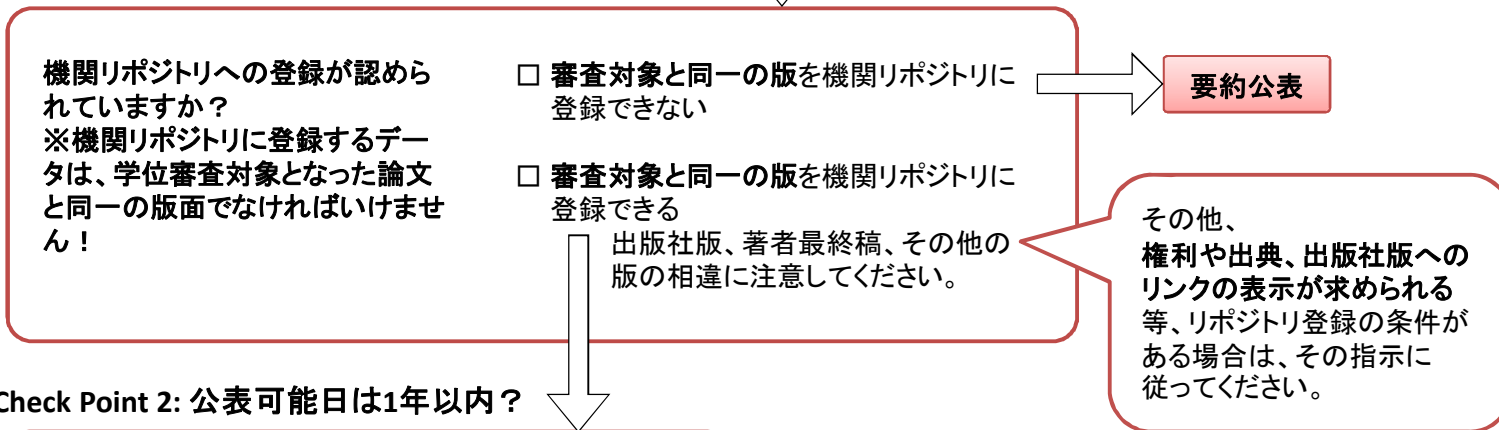 機関リポジトリへの登録が認めら
れていますか？
※機関リポジトリに登録するデー
タは、学位審査対象となった論文
と同一の版面でなければいけませ
ん！
□ 審査対象と同一の版を機関リポジトリに
登録できない
□ 審査対象と同一の版を機関リポジトリに
登録できる
出版社版、著者最終稿、その他の
版の相違に注意してください。
要約公表
その他、
権利や出典、出版社版への
リンクの表示が求められる
等、リポジトリ登録の条件が
ある場合は、その指示に
従ってください。
Check Point 2: 公表可能日は1年以内？